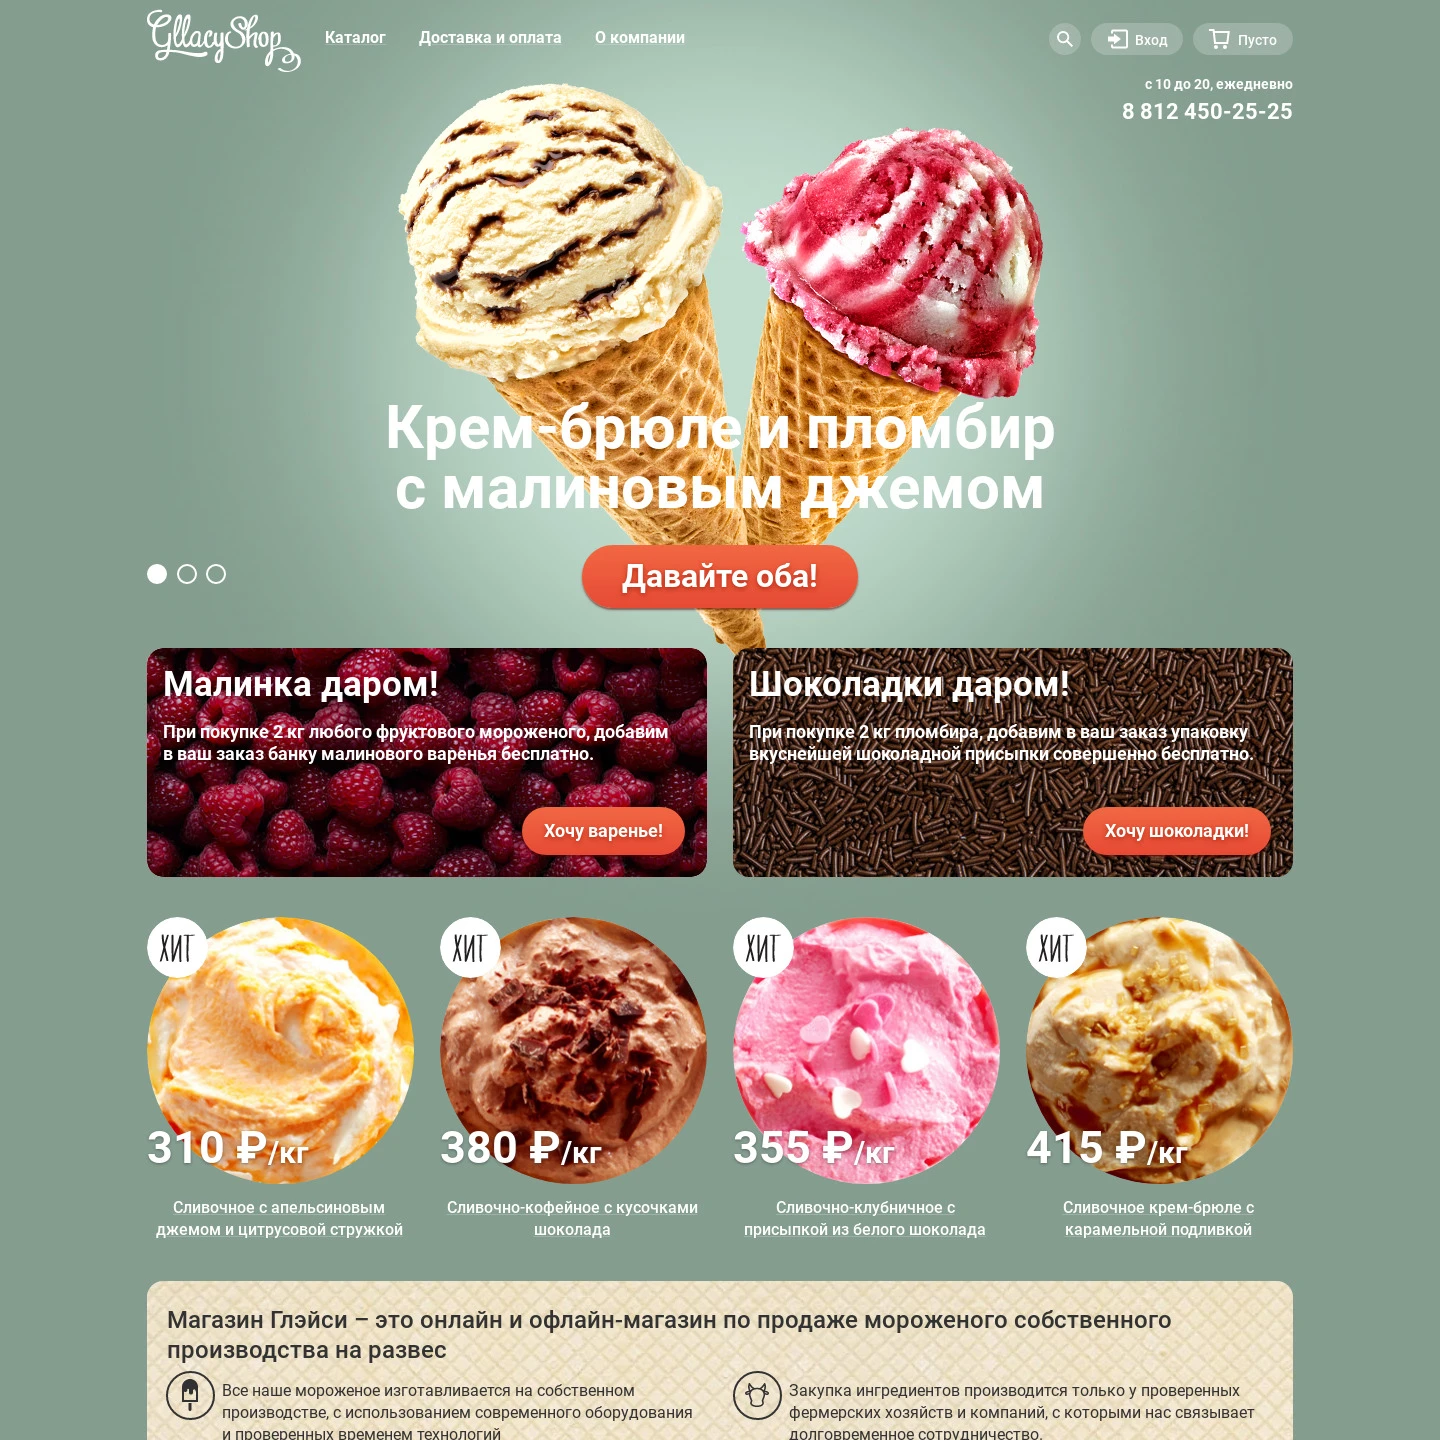 GllacyShop
Каталог
Доставка и оплата
О компании
Вход
Пусто
с 10 до 20, ежедневно
8 812 450-25-25
Крем-брюле и пломбир
с малиновым джемом
Давайте оба!
Малинка даром!
При покупке 2 кг любого фруктового мороженого, добавим
в ваш заказ банку малинового варенья бесплатно.
Хочу варенье!
Шоколадки даром!
При покупке 2 кг пломбира, добавим в ваш заказ упаковку
вкуснейшей шоколадной присыпки совершенно бесплатно.
Хочу шоколадки!
ХИТ
310 ₽/кг
Сливочное с апельсиновым
джемом и цитрусовой стружкой
ХИТ
380 ₽/кг
Сливочно-кофейное с кусочками
шоколада
ХИТ
355 ₽/кг
Сливочно-клубничное с
присыпкой из белого шоколада
ХИТ
415 ₽/кг
Сливочное крем-брюле с
карамельной подливкой
Магазин Глэйси – это онлайн и офлайн-магазин по продаже мороженого собственного
производства на развес
Все наше мороженое изготавливается на собственном
производстве, с использованием современного оборудования
и проверенных временем технологий
Закупка ингредиентов производится только у проверенных
фермерских хозяйств и компаний, с которыми нас связывает
долговременное сотрудничество.